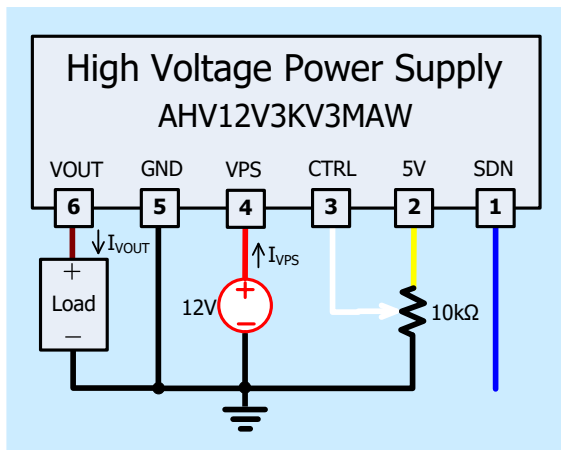 High Voltage Power Supply
AHV12V3KV3MAW
VOUT GND VPS CTRL 5V SDN
6 5 4 3 2 1
+ IVOUT IVPS +
Load 12V 10kΩ
− −